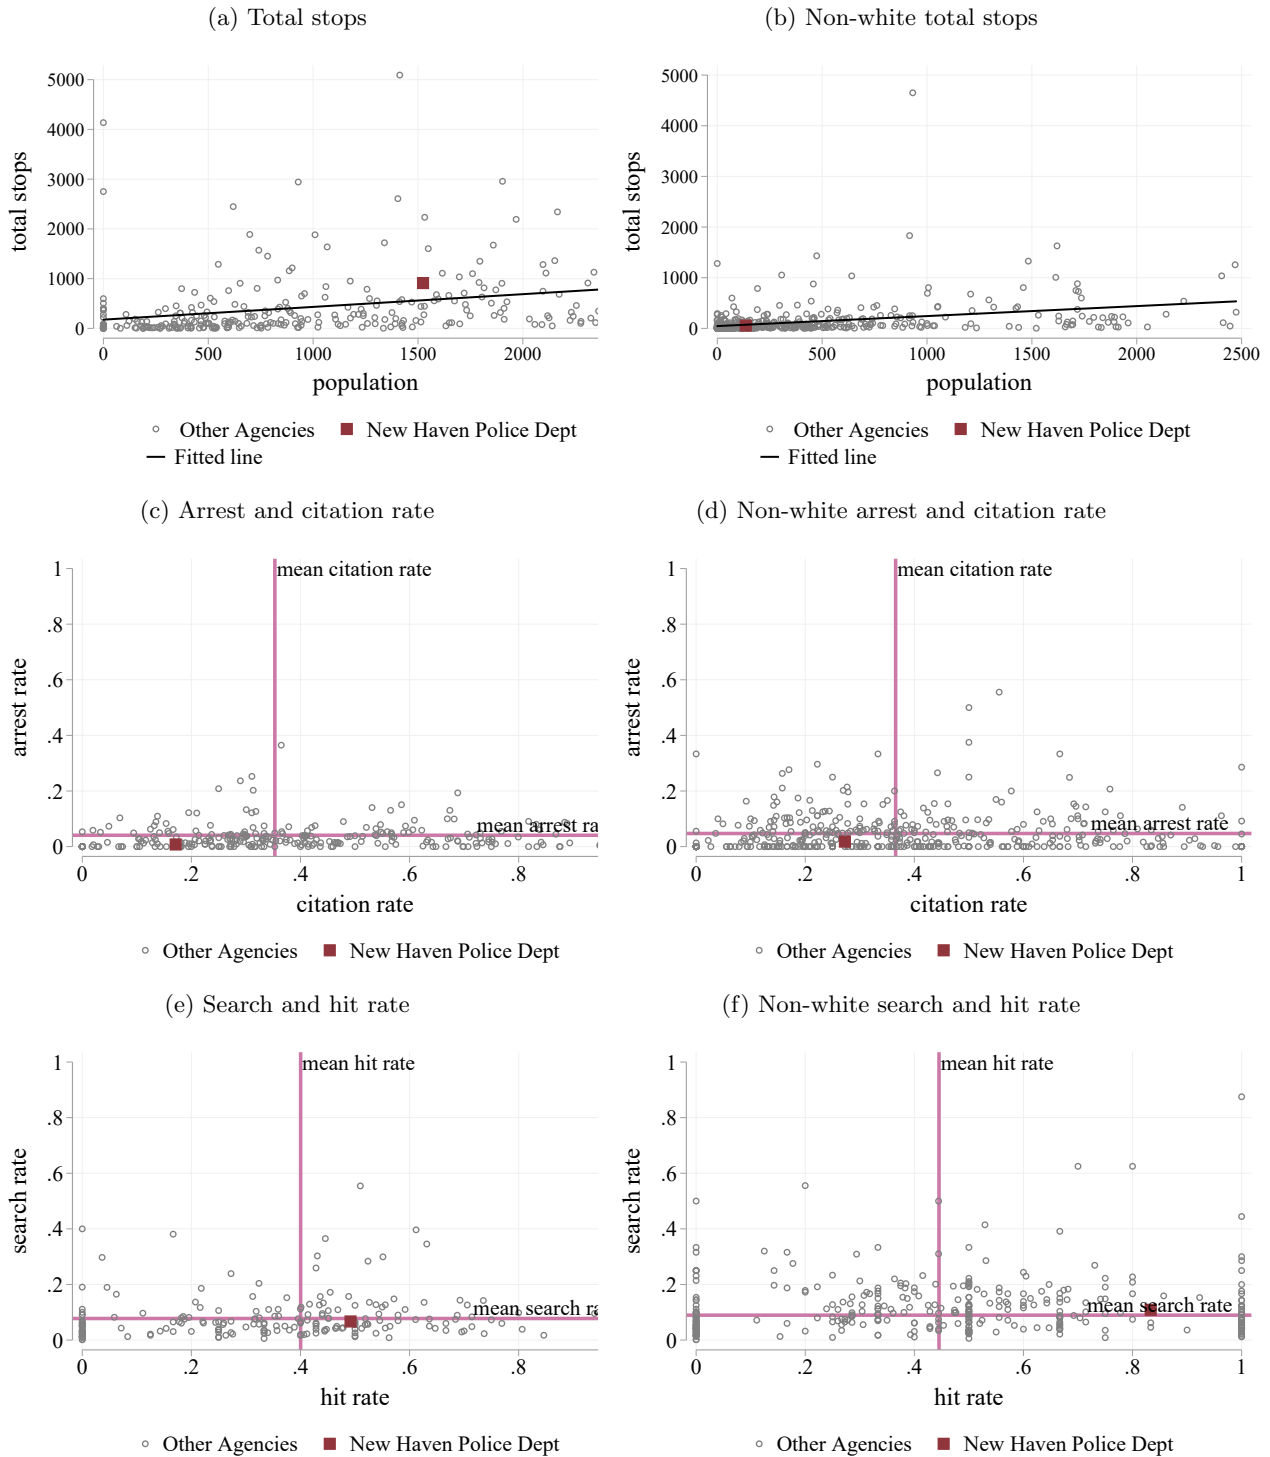 (a) Total stops
5000
4000
3000
2000
1000
0
0 500 1000 1500 2000
total stops
population
Other Agencies New Haven Police Dept
Fitted line
(b) Non-white total stops
5000
4000
3000
2000
1000
0
0 500 1000 1500 2000 2500
total stops
population
Other Agencies New Haven Police Dept
Fitted line
(c) Arrest and citation rate
mean citation rate
mean arrest ra
1
.8
.6
.4
.2
0
0 .2 .4 .6 .8
arrest rate
citation rate
Other Agencies New Haven Police Dept
(d) Non-white arrest and citation rate
mean citation rate
mean arrest rate
1
.8
.6
.4
.2
0
0 .2 .4 .6 .8 1
arrest rate
citation rate
Other Agencies New Haven Police Dept
(e) Search and hit rate
mean hit rate
mean search ra
1
.8
.6
.4
.2
0
0 .2 .4 .6 .8
search rate
hit rate
Other Agencies New Haven Police Dept
(f) Non-white search and hit rate
mean hit rate
mean search rate
1
.8
.6
.4
.2
0
0 .2 .4 .6 .8 1
search rate
hit rate
Other Agencies New Haven Police Dept